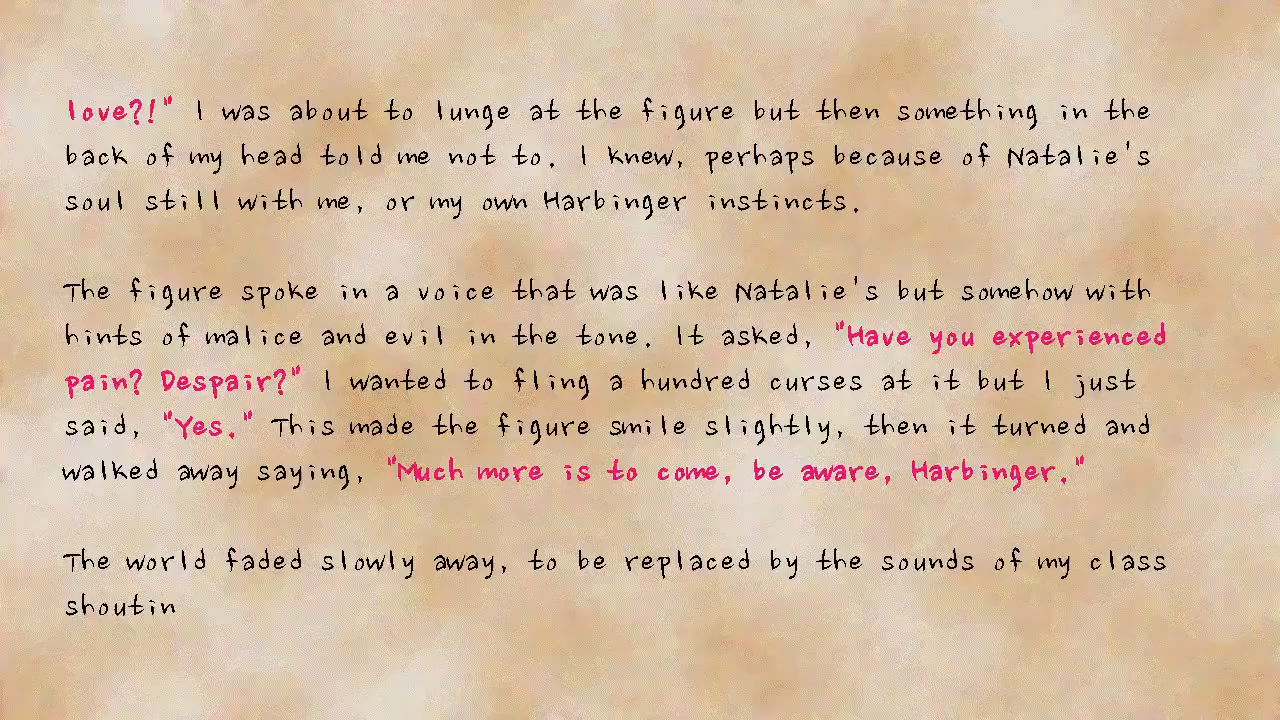 love?!" I was about to lunge at the figure but then something in the
back of my head told me not to. I knew, perhaps because of Natalie's
soul still with me, or my own Harbinger instincts.
The figure spoke in a voice that was like Natalie's but somehow with
hints of malice and evil in the tone. It asked, "Have you experienced
pain? Despair?" I wanted to fling a hundred curses at it but I just
said, "Yes." This made the figure smile slightly, then it turned and
walked away saying, "Much more is to come, be aware, Harbinger."
The world faded slowly away, to be replaced by the sounds of my class
shoutin